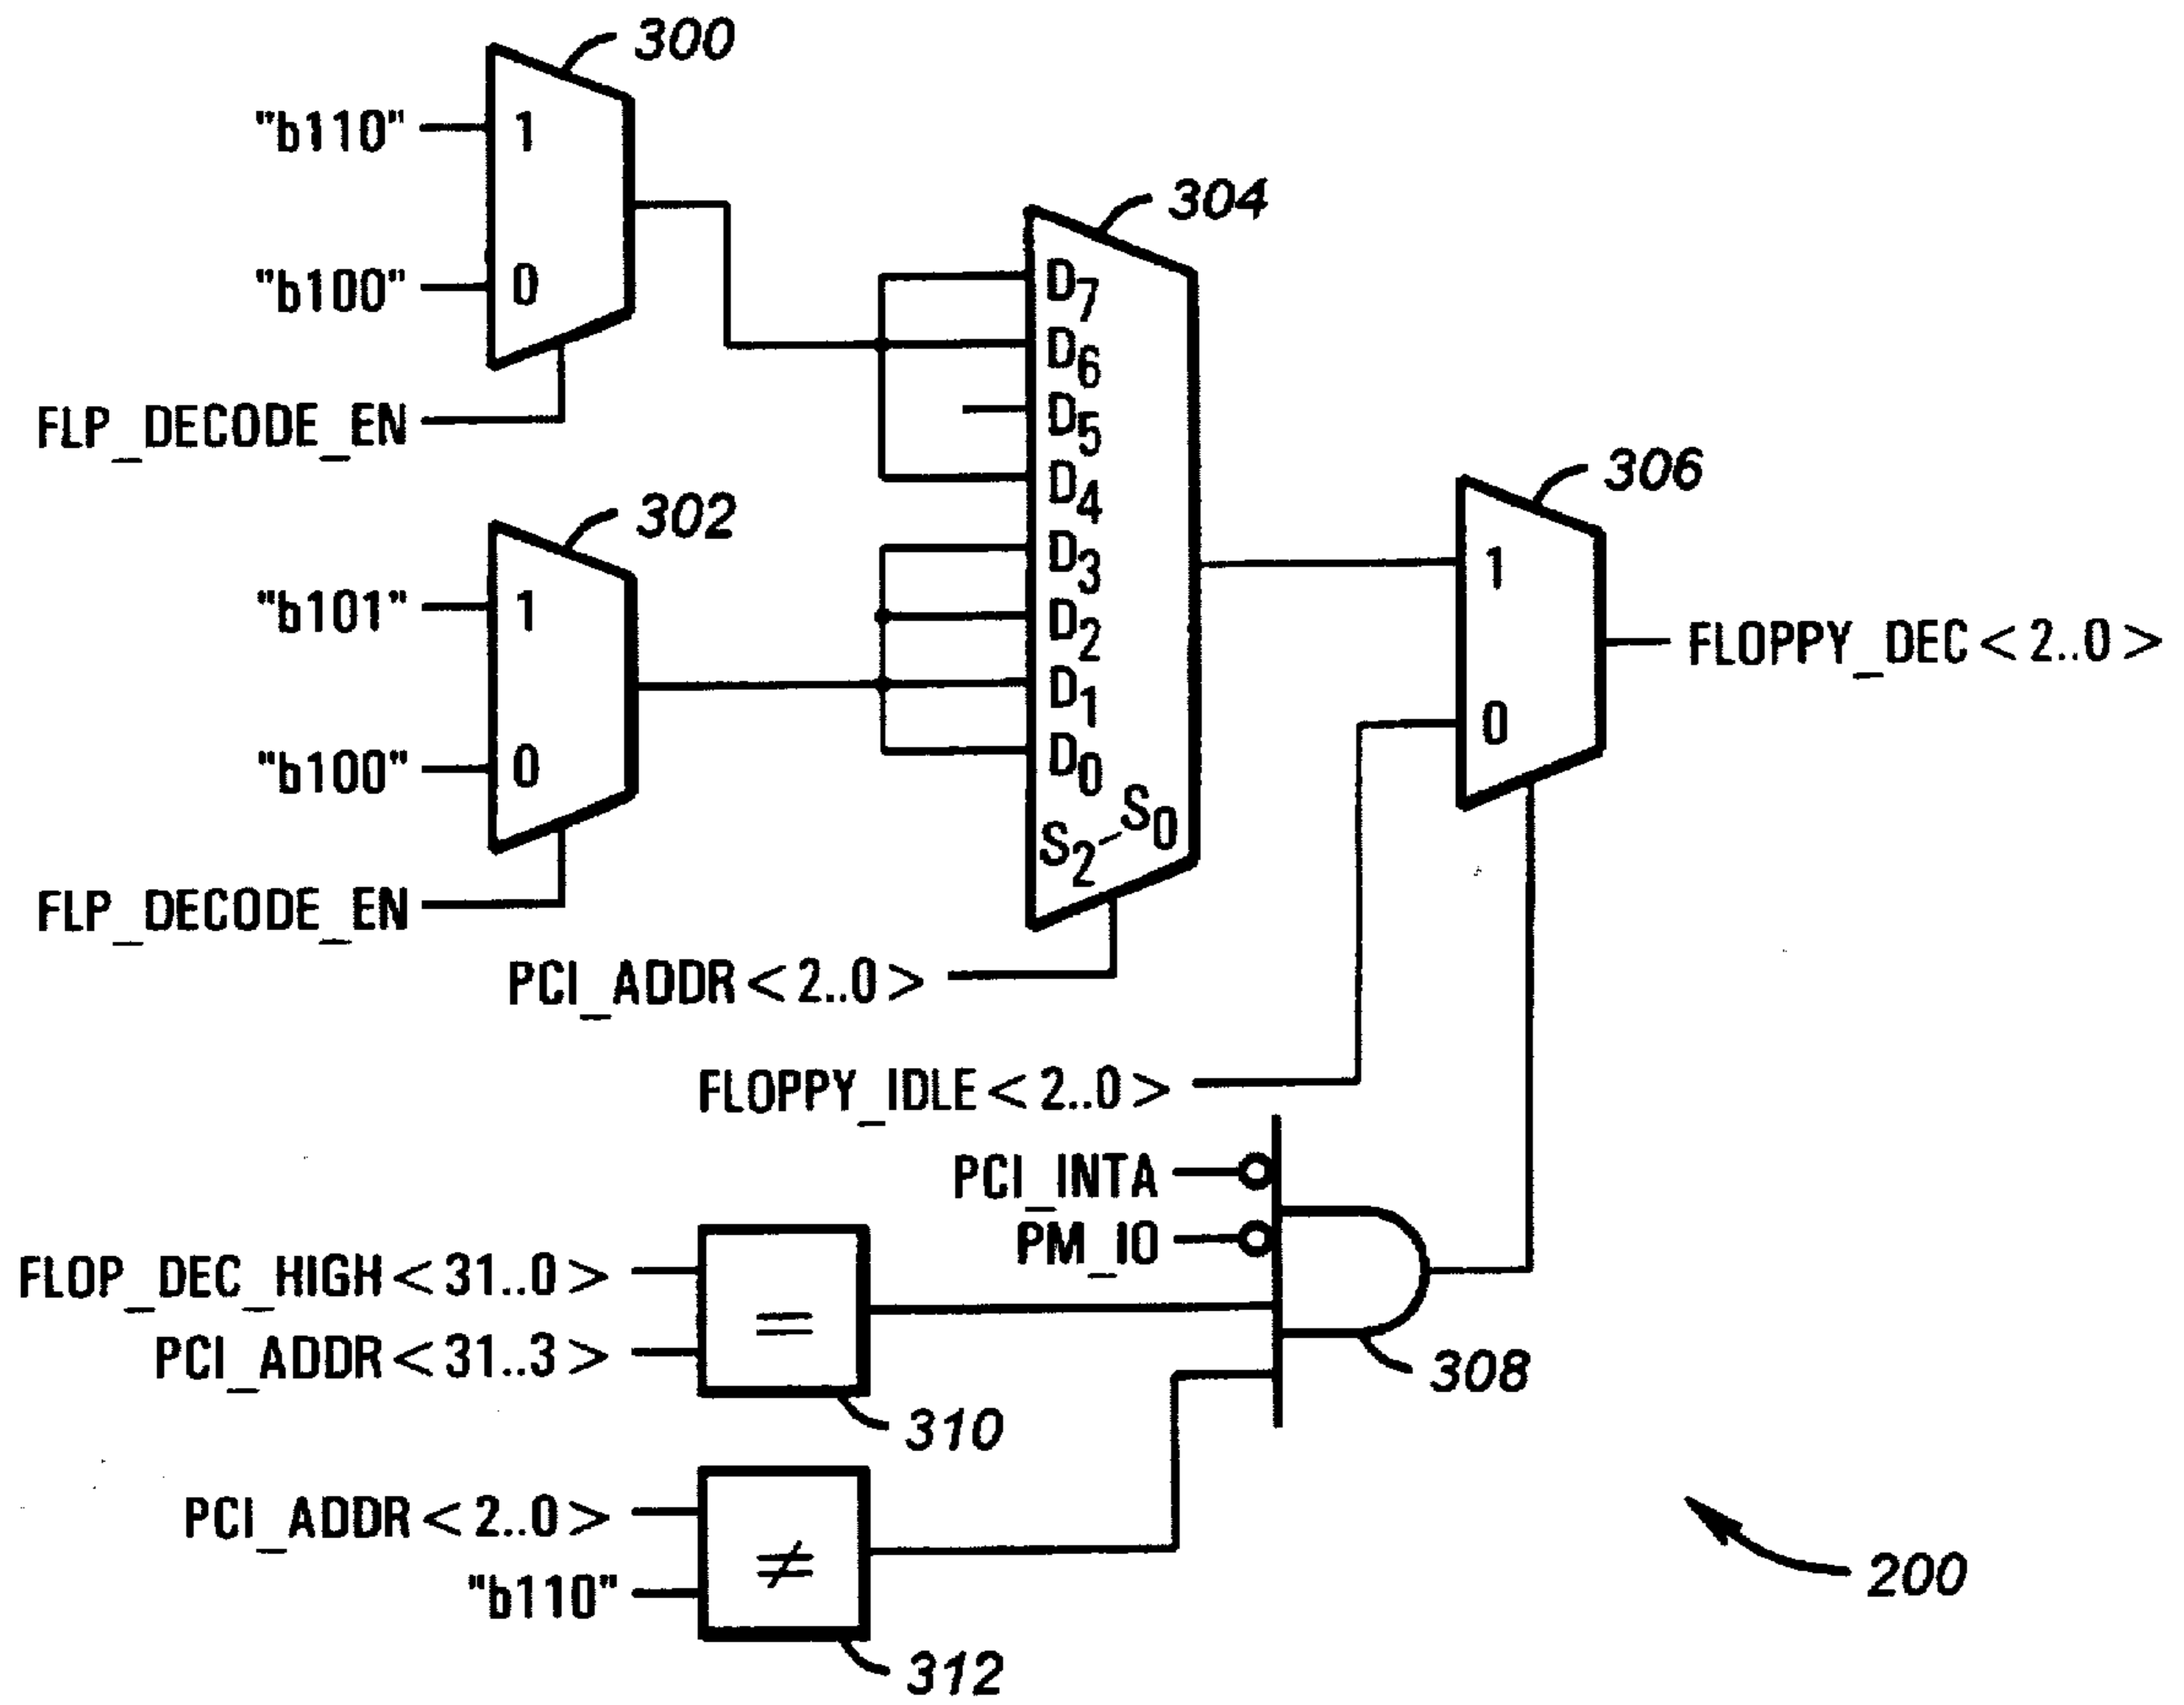 300
"b110"
1
"b100"
0
FLP_DECODE_EN
304
D7
D6
D5
D4
D3
D2
D1
D0
S2-S0
302
"b101"
1
"b100"
0
FLP_DECODE_EN
PCI_ADDR<2..0>
306
1
0
FLOPPY_DEC<2..0>
FLOPPY_IDLE<2..0>
PCI_INTA
PM_IO
FLOP_DEC_HIGH<31..0>
PCI_ADDR<31..3>
=
310
308
PCI_ADDR<2..0>
"b110"
≠
312
200